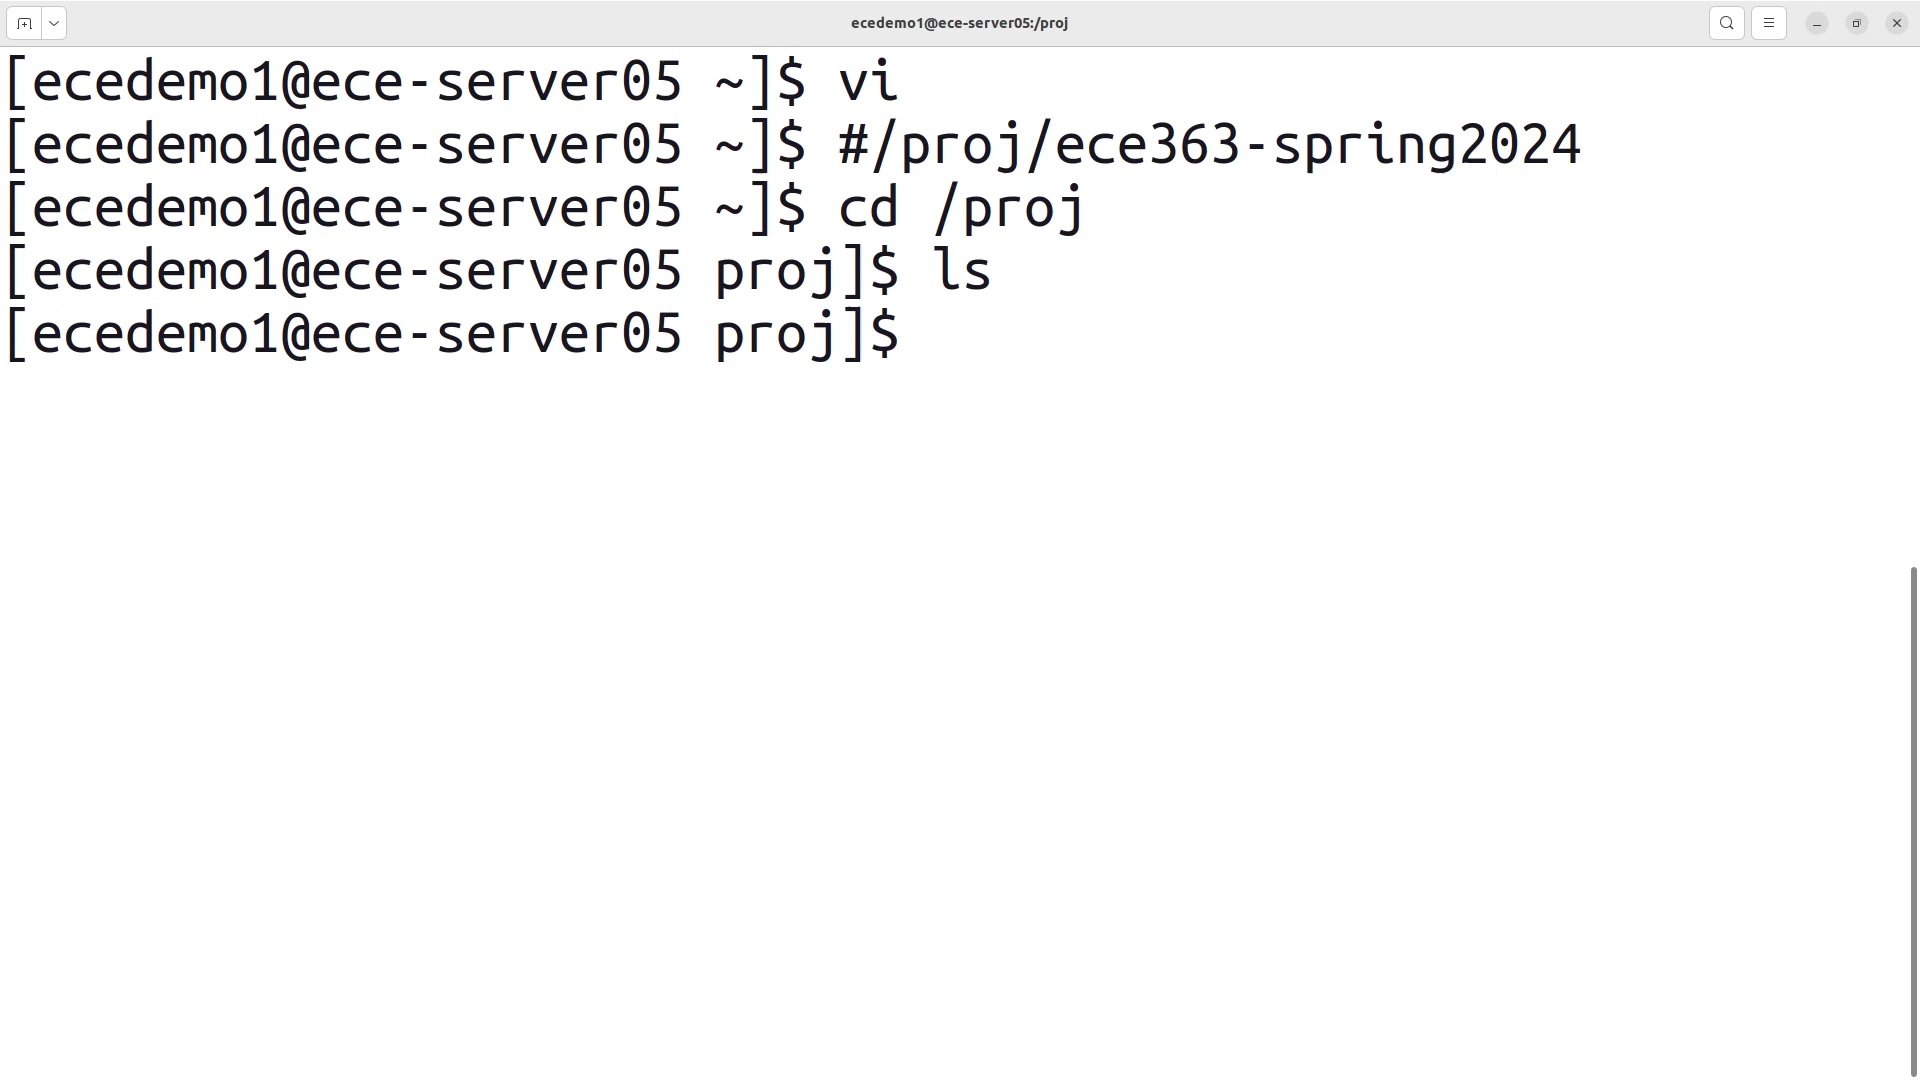 ecedemo1@ece-server05:/proj
[ecedemo1@ece-server05 ~]$ vi
[ecedemo1@ece-server05 ~]$ #/proj/ece363-spring2024
[ecedemo1@ece-server05 ~]$ cd /proj
[ecedemo1@ece-server05 proj]$ ls
[ecedemo1@ece-server05 proj]$